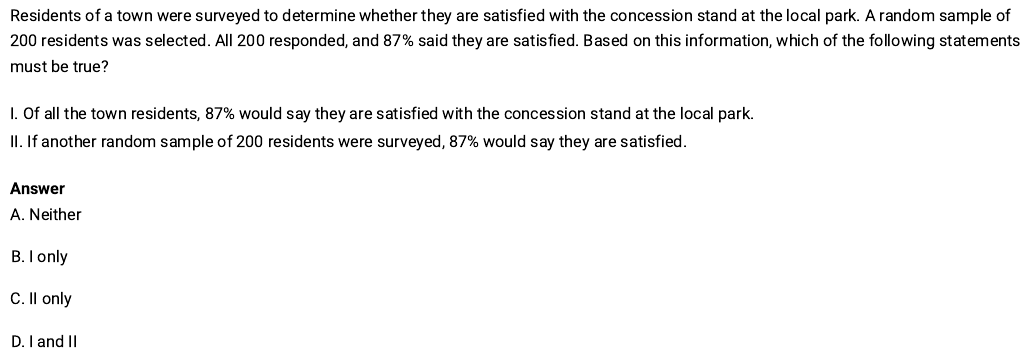 Residents of a town were surveyed to determine whether they are satisfied with the concession stand at the local park. A random sample of
200 residents was selected. All 200 responded, and 87% said they are satisfied. Based on this information, which of the following statements
must be true?
I. Of all the town residents, 87% would say they are satisfied with the concession stand at the local park.
II. If another random sample of 200 residents were surveyed, 87% would say they are satisfied.
Answer
A. Neither
B. I only
C. II only
D. I and II